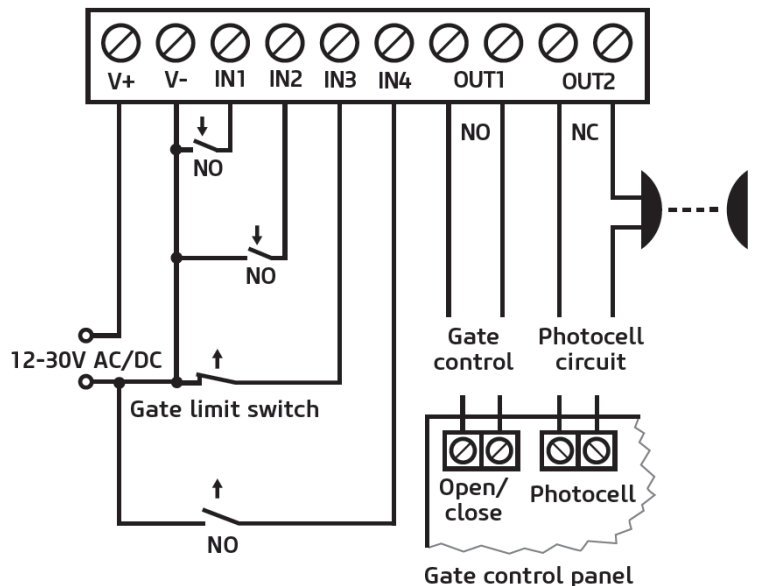 V+ V- IN1 IN2 IN3 IN4 OUT1 OUT2
NO NC
NO
NO
12-30V AC/DC
Gate limit switch
NO
Gate
control
Photocell
circuit
Open/
close
Photocell
Gate control panel